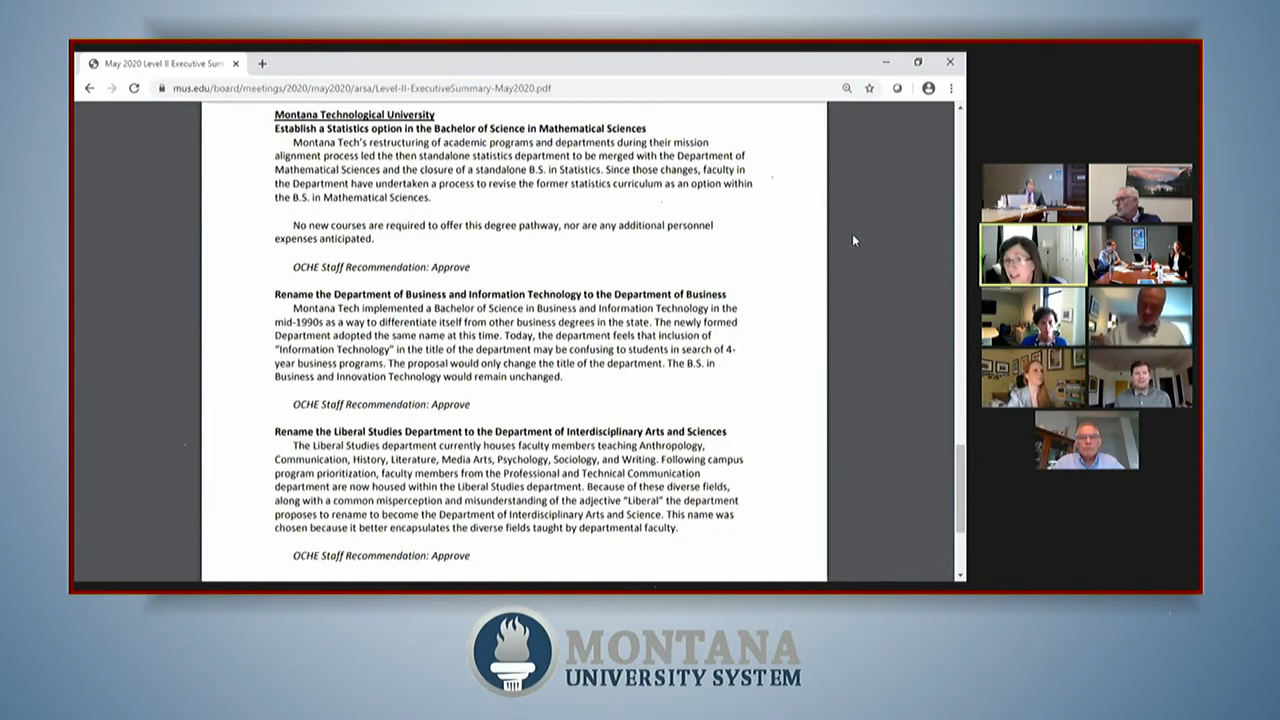 May 2020 Level II Executive Sum
mus.edu/board/meetings/2020/may2020/arsa/Level-II-ExecutiveSummary-May2020.pdf
Montana Technological University
Establish a Statistics option in the Bachelor of Science in Mathematical Sciences
Montana Tech's restructuring of academic programs and departments during their mission
alignment process led the then standalone statistics department to be merged with the Department of
Mathematical Sciences and the closure of a standalone B.S. in Statistics. Since those changes, faculty in
the Department have undertaken a process to revise the former statistics curriculum as an option within
the B.S. in Mathematical Sciences.
No new courses are required to offer this degree pathway, nor are any additional personnel
expenses anticipated.
OCHE Staff Recommendation: Approve
Rename the Department of Business and Information Technology to the Department of Business
Montana Tech implemented a Bachelor of Science in Business and Information Technology in the
mid-1990s as a way to differentiate itself from other business degrees in the state. The newly formed
Department adopted the same name at this time. Today, the department feels that inclusion of
"Information Technology" in the title of the department may be confusing to students in search of 4-
year business programs. The proposal would only change the title of the department. The B.S. in
Business and Innovation Technology would remain unchanged.
OCHE Staff Recommendation: Approve
Rename the Liberal Studies Department to the Department of Interdisciplinary Arts and Sciences
The Liberal Studies department currently houses faculty members teaching Anthropology,
Communication, History, Literature, Media Arts, Psychology, Sociology, and Writing. Following campus
program prioritization, faculty members from the Professional and Technical Communication
department are now housed within the Liberal Studies department. Because of these diverse fields,
along with a common misperception and misunderstanding of the adjective "Liberal" the department
proposes to rename to become the Department of Interdisciplinary Arts and Science. This name was
chosen because it better encapsulates the diverse fields taught by departmental faculty.
OCHE Staff Recommendation: Approve
MONTANA
UNIVERSITY SYSTEM